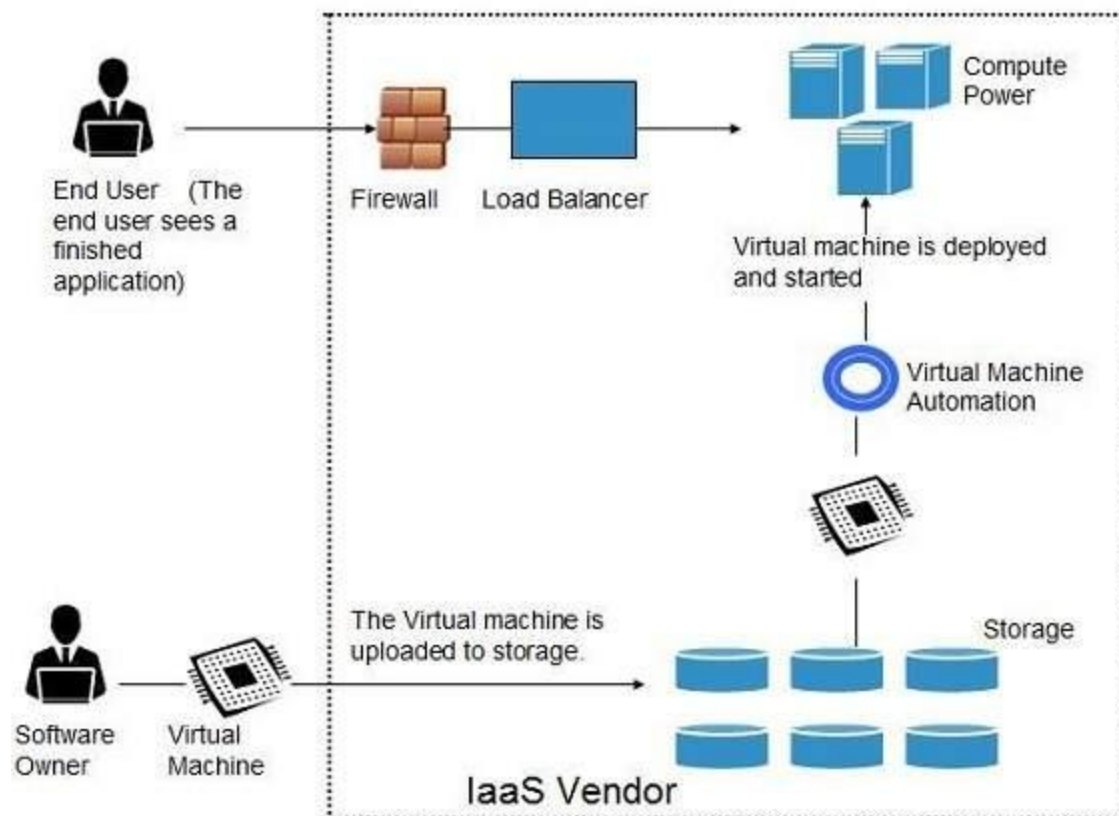 Compute
Power
End User (The
end user sees a
finished
application)
Firewall
Load Balancer
Virtual machine is deployed
and started
Virtual Machine
Automation
The Virtual machine is
uploaded to storage.
Storage
Software
Owner
Virtual
Machine
IaaS Vendor